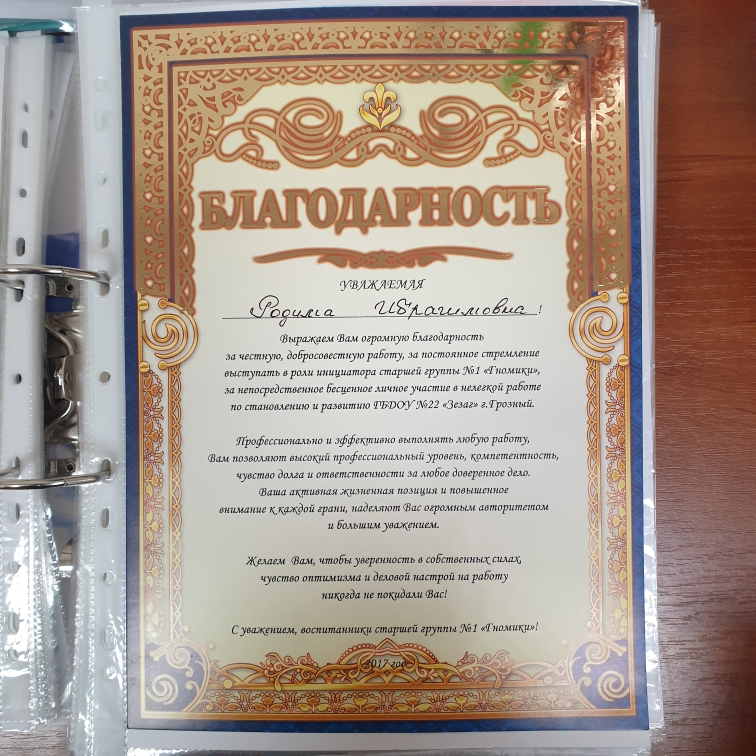 БЛАГОДАРНОСТЬ
УВАЖАЕМАЯ
Родима Ибрагимовна!
Выражаем Вам огромную благодарность
за честную, добросовестную работу, за постоянное стремление
выступать в роли инициатора старшей группы №1 «Гномики»,
за непосредственное бесценное личное участие в нелегкой работе
по становлению и развитию ГБДОУ №22 «Зезаг» г.Грозный.
Профессионально и эффективно выполнять любую работу,
Вам позволяют высокий профессиональный уровень, компетентность,
чувство долга и ответственности за любое доверенное дело.
Ваша активная жизненная позиция и повышенное
внимание к каждой грани, наделяют Вас огромным авторитетом
и большим уважением.
Желаем Вам, чтобы уверенность в собственных силах,
чувство оптимизма и деловой настрой на работу
никогда не покидали Вас!
С уважением, воспитанники старшей группы №1 «Гномики»!
2017 год